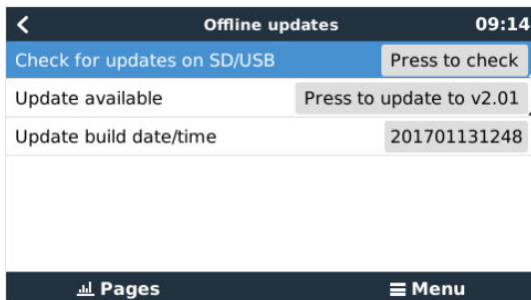 Offline updates 09:14
Check for updates on SD/USB Press to check
Update available Press to update to v2.01
Update build date/time 201701131248
Pages Menu